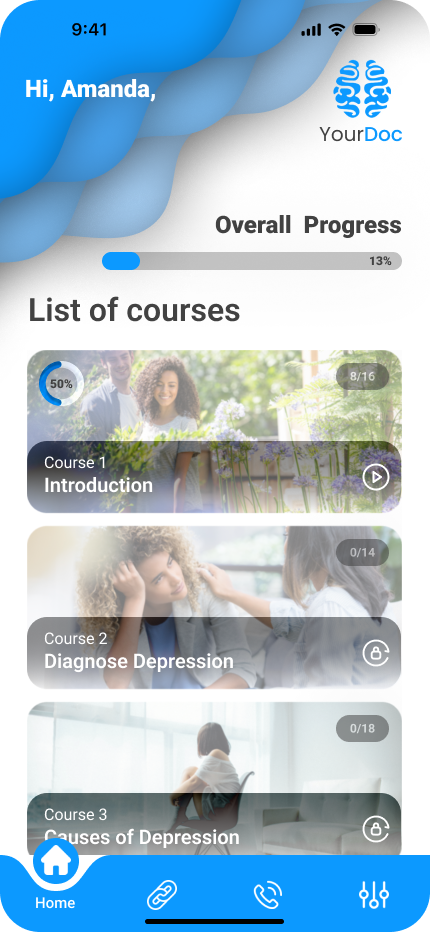 9:41
Hi, Amanda,
YourDoc
Overall Progress
13%
List of courses
50%
8/16
Course 1
Introduction
0/14
Course 2
Diagnose Depression
0/18
Course 3
Causes of Depression
Home